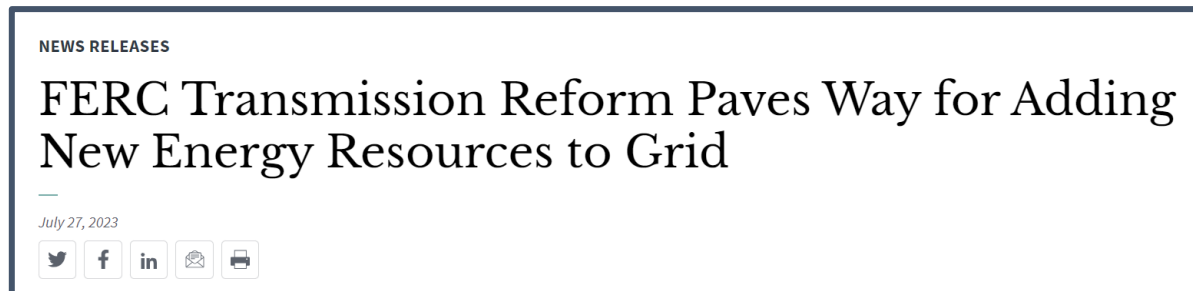 NEWS RELEASES
FERC Transmission Reform Paves Way for Adding
New Energy Resources to Grid
July 27, 2023